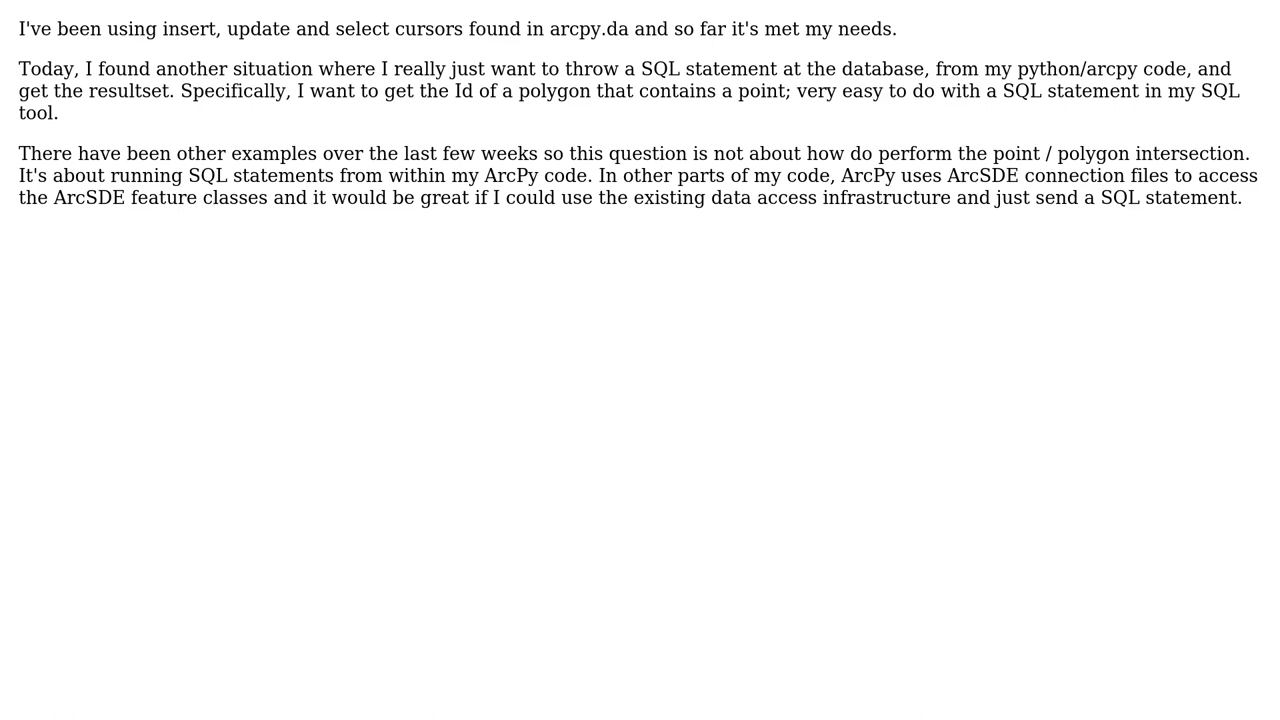 I've been using insert, update and select cursors found in arcpy.da and so far it's met my needs.
Today, I found another situation where I really just want to throw a SQL statement at the database, from my python/arcpy code, and
get the resultset. Specifically, I want to get the Id of a polygon that contains a point; very easy to do with a SQL statement in my SQL
tool.
There have been other examples over the last few weeks so this question is not about how do perform the point / polygon intersection.
It's about running SQL statements from within my ArcPy code. In other parts of my code, ArcPy uses ArcSDE connection files to access
the ArcSDE feature classes and it would be great if I could use the existing data access infrastructure and just send a SQL statement.